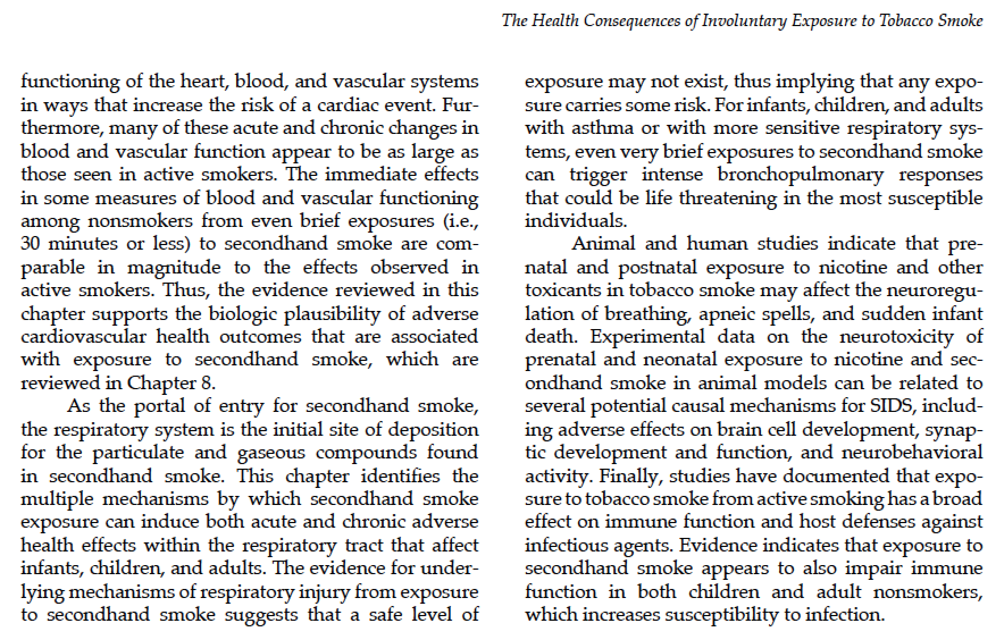 The Health Consequences of Involuntary Exposure to Tobacco Smoke
functioning of the heart, blood, and vascular systems
in ways that increase the risk of a cardiac event. Fur-
thermore, many of these acute and chronic changes in
blood and vascular function appear to be as large as
those seen in active smokers. The immediate effects
in some measures of blood and vascular functioning
among nonsmokers from even brief exposures (i.e.,
30 minutes or less) to secondhand smoke are com-
parable in magnitude to the effects observed in
active smokers. Thus, the evidence reviewed in this
chapter supports the biologic plausibility of adverse
cardiovascular health outcomes that are associated
with exposure to secondhand smoke, which are
reviewed in Chapter 8.
As the portal of entry for secondhand smoke,
the respiratory system is the initial site of deposition
for the particulate and gaseous compounds found
in secondhand smoke. This chapter identifies the
multiple mechanisms by which secondhand smoke
exposure can induce both acute and chronic adverse
health effects within the respiratory tract that affect
infants, children, and adults. The evidence for under-
lying mechanisms of respiratory injury from exposure
to secondhand smoke suggests that a safe level of
exposure may not exist, thus implying that any expo-
sure carries some risk. For infants, children, and adults
with asthma or with more sensitive respiratory sys-
tems, even very brief exposures to secondhand smoke
can trigger intense bronchopulmonary responses
that could be life threatening in the most susceptible
individuals.
Animal and human studies indicate that pre-
natal and postnatal exposure to nicotine and other
toxicants in tobacco smoke may affect the neuroregu-
lation of breathing, apneic spells, and sudden infant
death. Experimental data on the neurotoxicity of
prenatal and neonatal exposure to nicotine and sec-
ondhand smoke in animal models can be related to
several potential causal mechanisms for SIDS, includ-
ing adverse effects on brain cell development, synap-
tic development and function, and neurobehavioral
activity. Finally, studies have documented that expo-
sure to tobacco smoke from active smoking has a broad
effect on immune function and host defenses against
infectious agents. Evidence indicates that exposure to
secondhand smoke appears to also impair immune
function in both children and adult nonsmokers,
which increases susceptibility to infection.